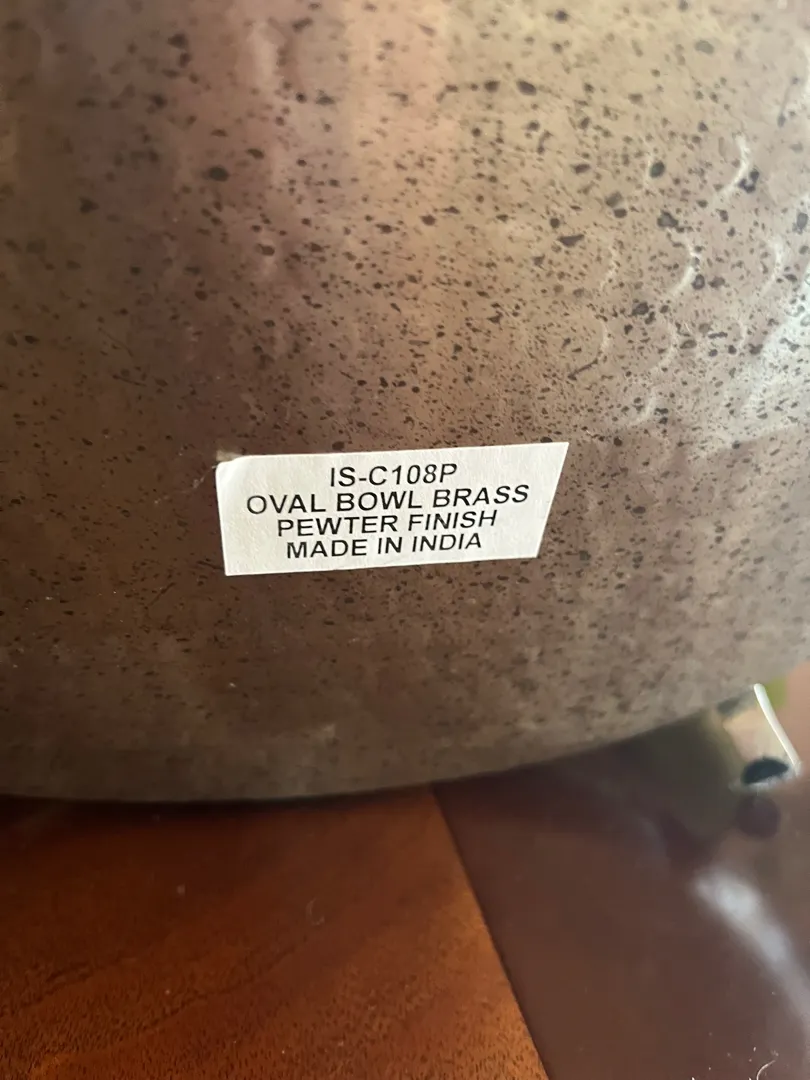 IS-C108P
OVAL BOWL BRASS
PEWTER FINISH
MADE IN INDIA